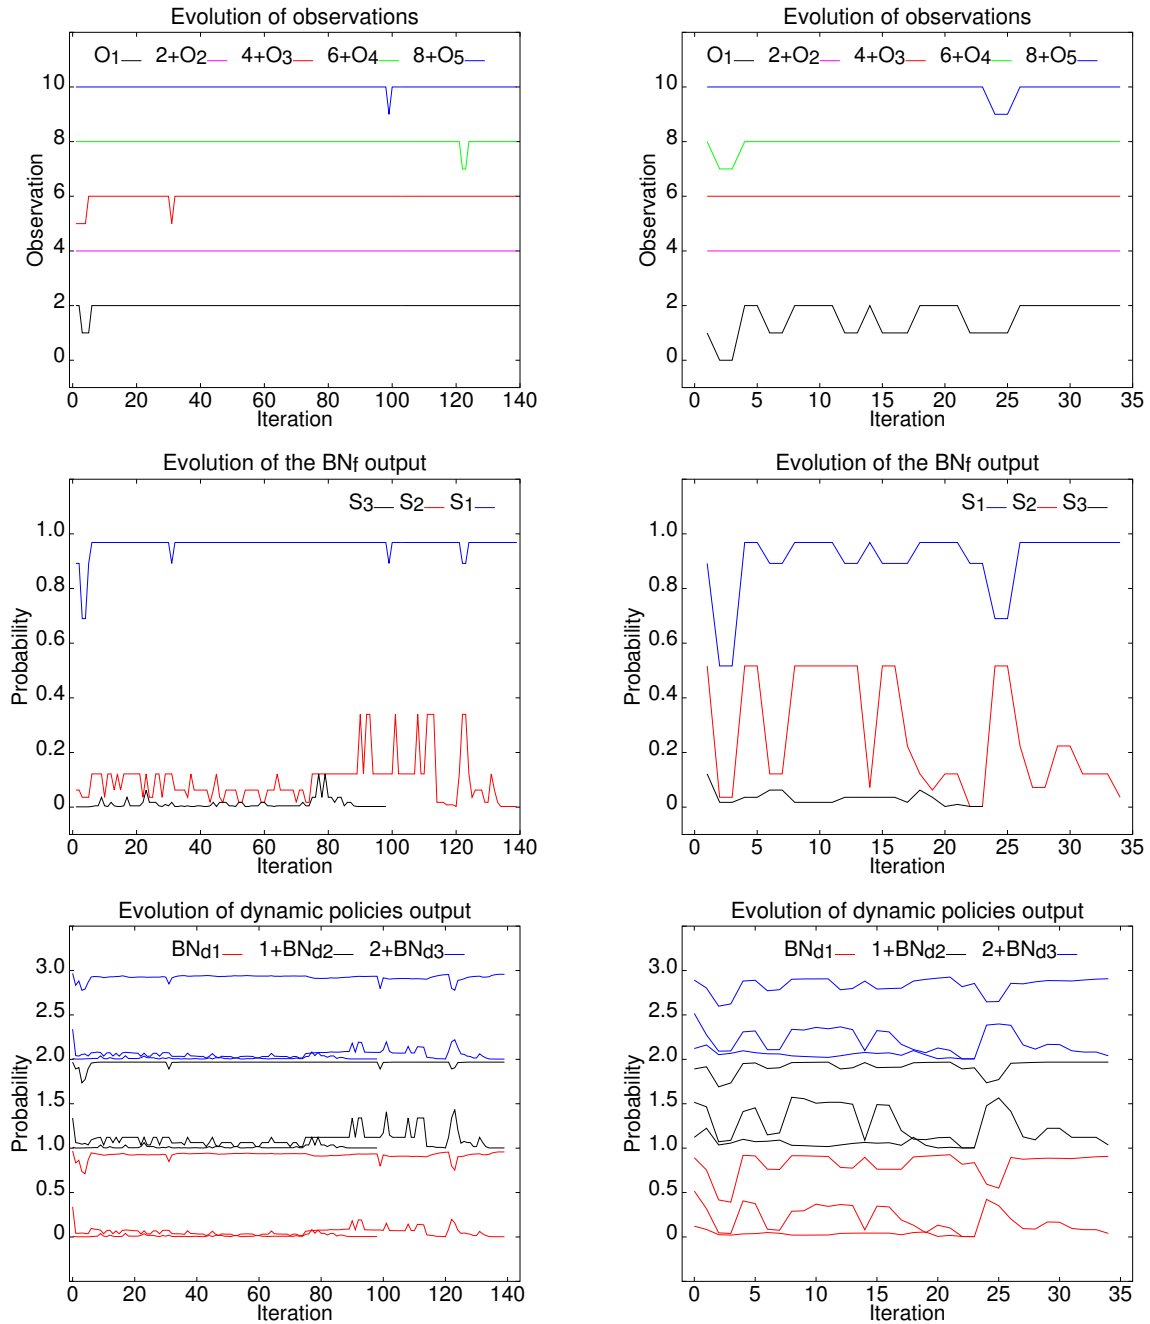 Evolution of observations
O1 2+O2 4+O3 6+O4 8+O5
10
8
6
4
2
0
Observation
0 20 40 60 80 100 120 140
Iteration
Evolution of observations
O1 2+O2 4+O3 6+O4 8+O5
10
8
6
4
2
0
Observation
0 5 10 15 20 25 30 35
Iteration
Evolution of the BNf output
S3 S2 S1
1.0
0.8
0.6
0.4
0.2
0
Probability
0 20 40 60 80 100 120 140
Iteration
Evolution of the BNf output
S1 S2 S3
1.0
0.8
0.6
0.4
0.2
0
Probability
0 5 10 15 20 25 30 35
Iteration
Evolution of dynamic policies output
BNd1 1+BNd2 2+BNd3
3.0
2.5
2.0
1.5
1.0
0.5
0
Probability
0 20 40 60 80 100 120 140
Iteration
Evolution of dynamic policies output
BNd1 1+BNd2 2+BNd3
3.0
2.5
2.0
1.5
1.0
0.5
0
Probability
0 5 10 15 20 25 30 35
Iteration